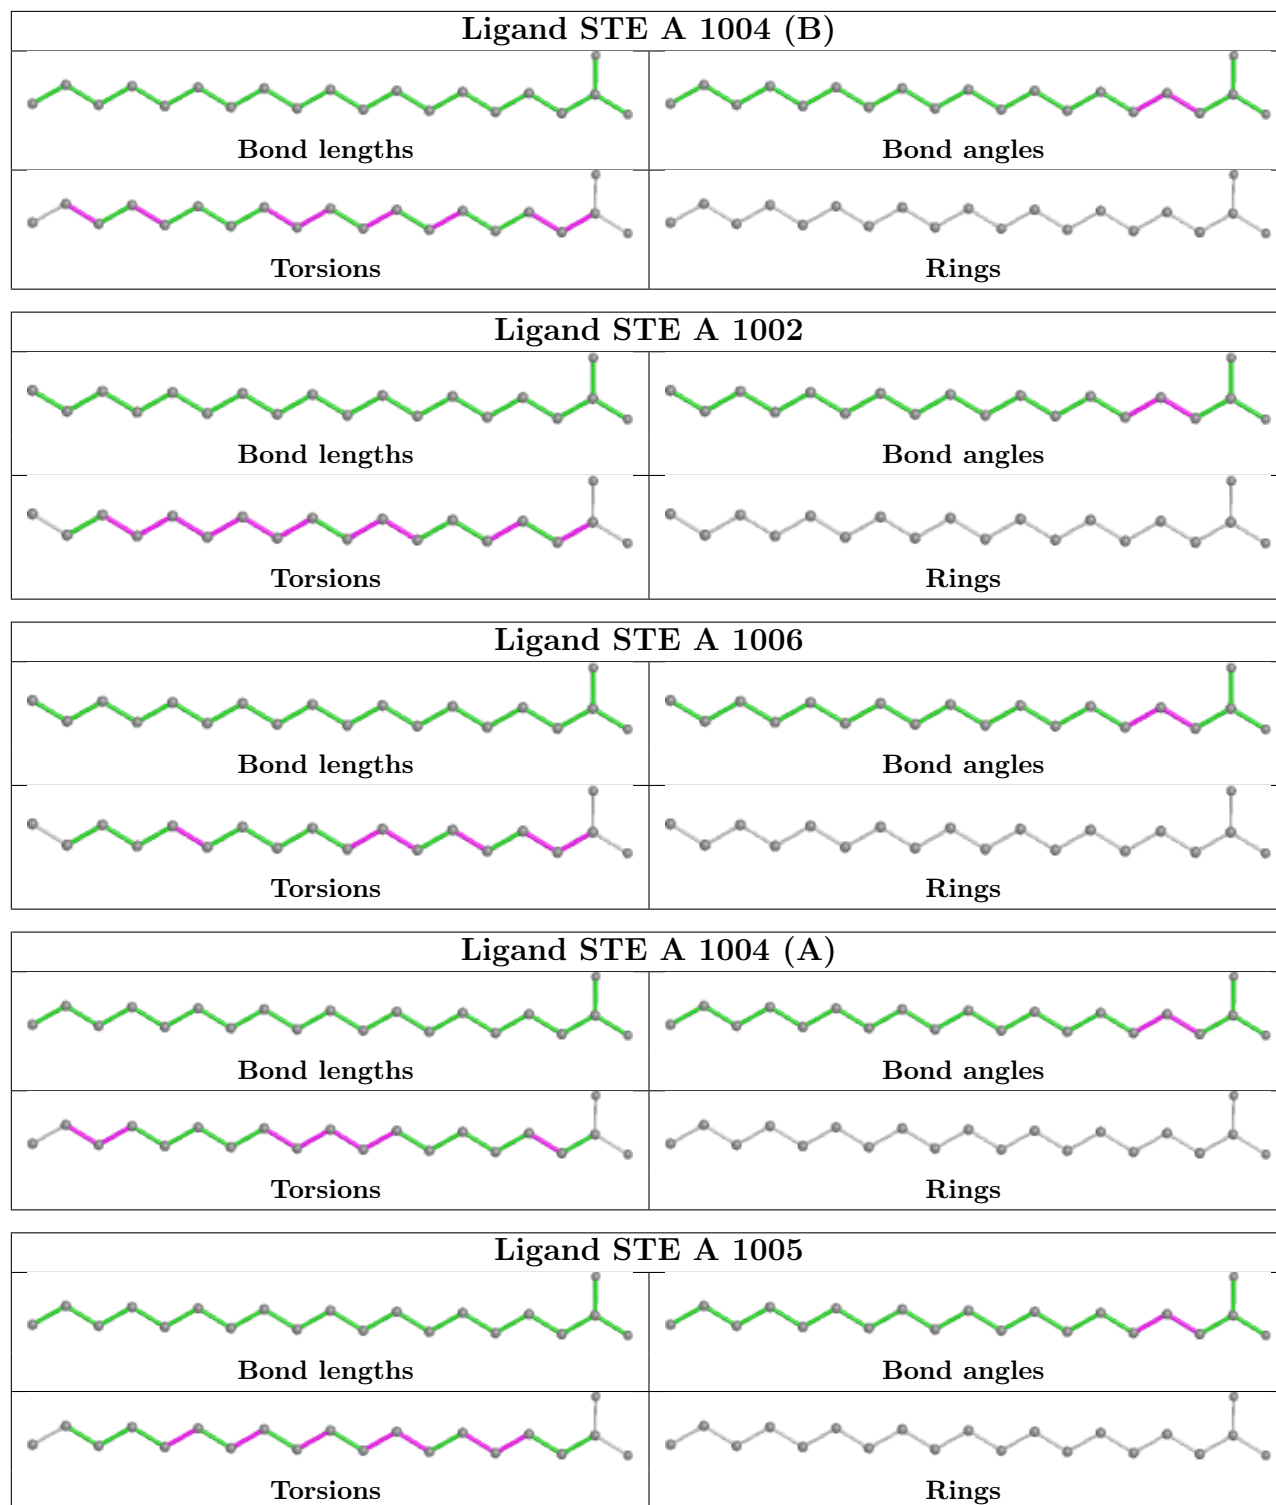 Ligand STE A 1004 (B)
Bond lengths Bond angles
Torsions Rings
Ligand STE A 1002
Bond lengths Bond angles
Torsions Rings
Ligand STE A 1006
Bond lengths Bond angles
Torsions Rings
Ligand STE A 1004 (A)
Bond lengths Bond angles
Torsions Rings
Ligand STE A 1005
Bond lengths Bond angles
Torsions Rings